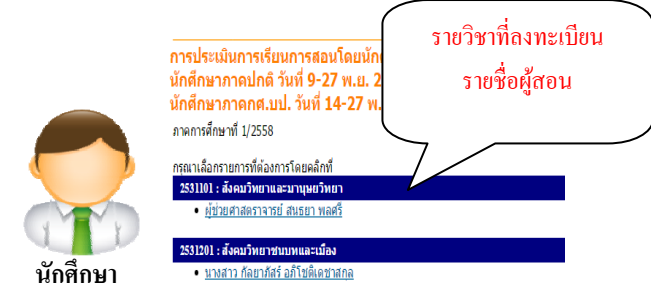 รายวิชาที่ลงทะเบียน
รายชื่อผู้สอน
การประเมินการเรียนการสอนโดยนัก
นักศึกษาภาคปกติ วันที่ 9-27 พ.ย. 2
นักศึกษาภาคกศ.บป. วันที่ 14-27 พ.
ภาคการศึกษาที่ 1/2558
กรุณาเลือกรายการที่ต้องการโดยคลิกที่
2531101 : สังคมวิทยาและมานุษยวิทยา
• ผู้ช่วยศาสตราจารย์ สนธยา พลศรี
2531201 : สังคมวิทยาชนบทและเมือง
• นางสาว กัลยาภัสร์ อภิโชติเดชาสกุล
นักศึกษา